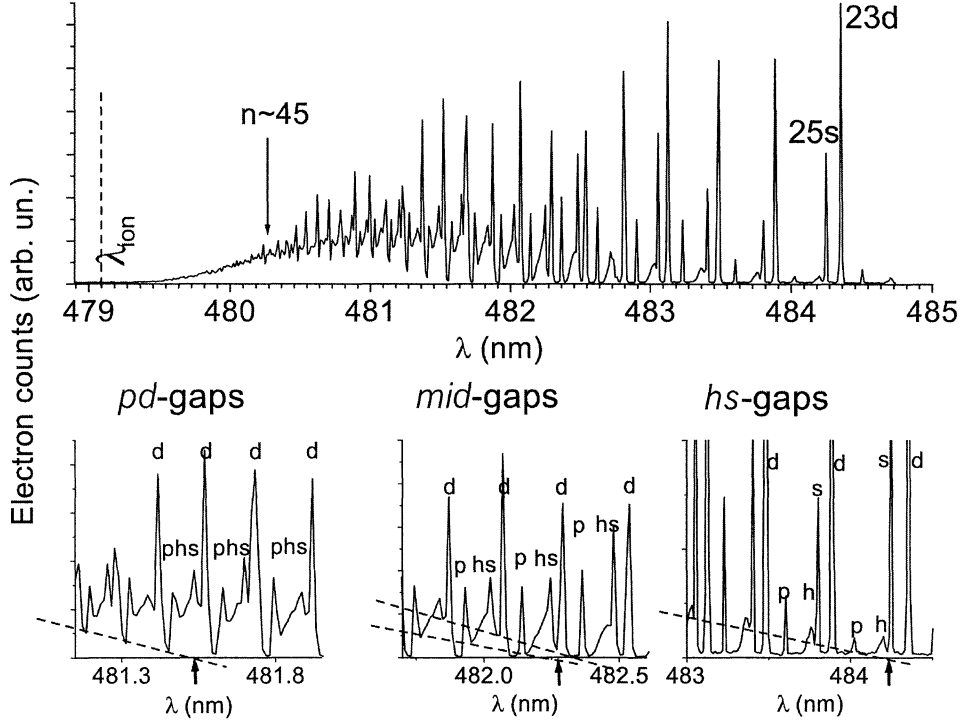 23d
n~45
25s
λion
479 480 481 482 483 484 485
λ (nm)
Electron counts (arb. un.)
pd-gaps mid-gaps hs-gaps
d d d d
phs phs phs
481.3 481.8
λ (nm)
d d d d
p hs p hs p hs
482.0 482.5
λ (nm)
d d s d
s
p h p h
483 484
λ (nm)